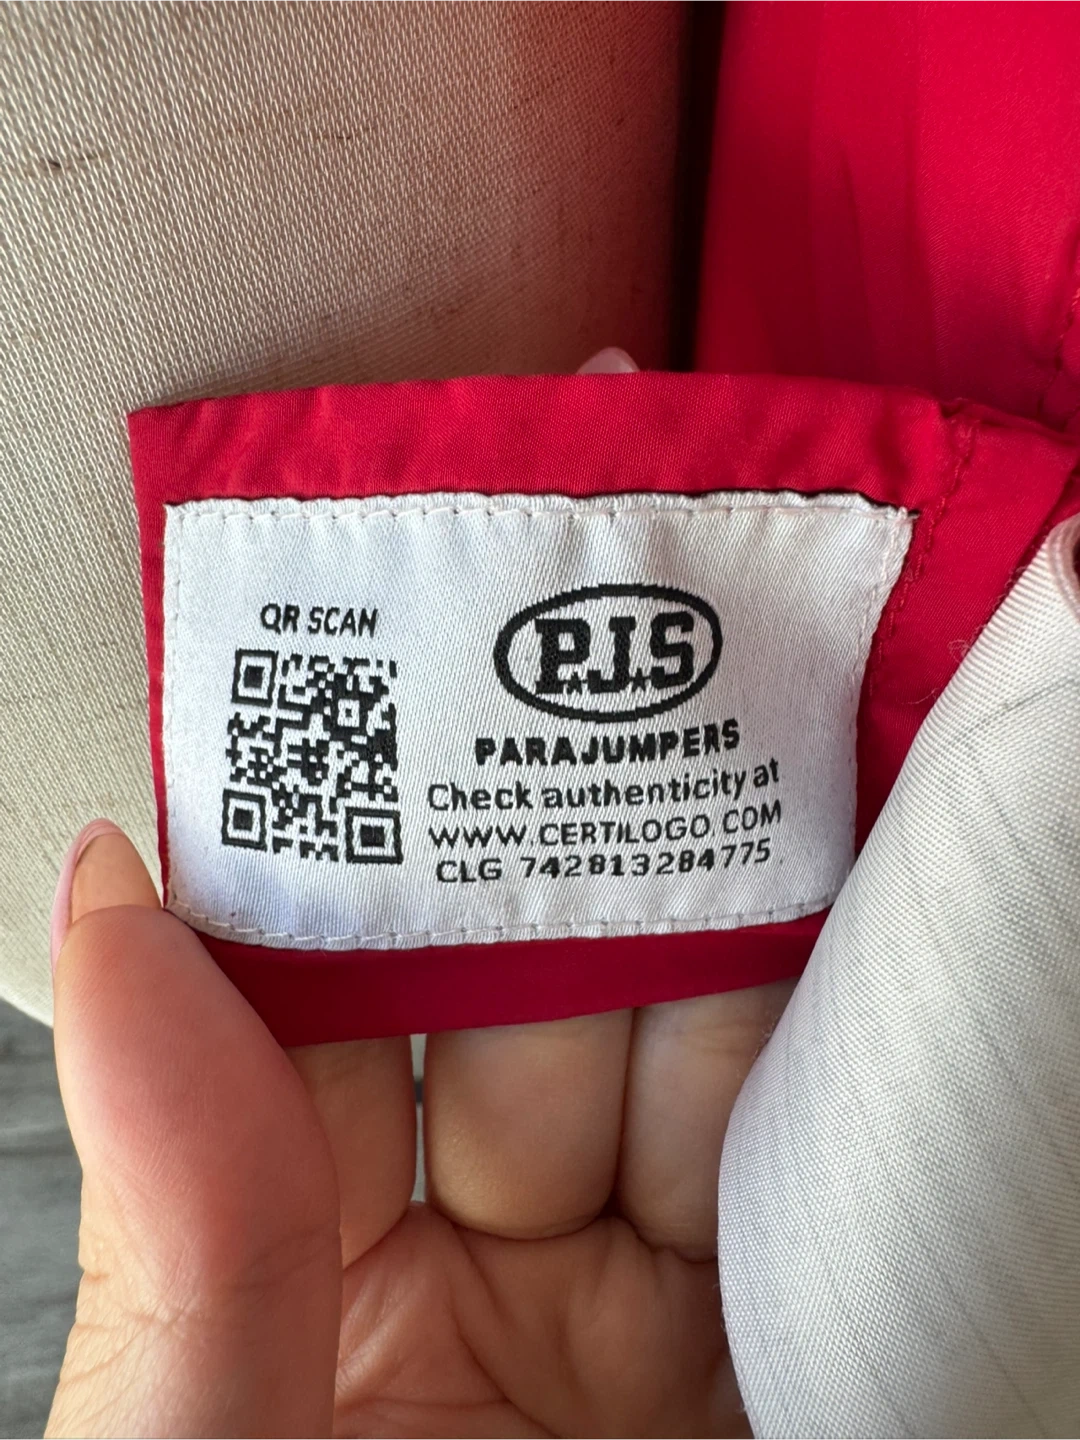 QR SCAN
P.J.S
PARAJUMPERS
Check authenticity at
WWW.CERTILOGO.COM
CLG 742813284775